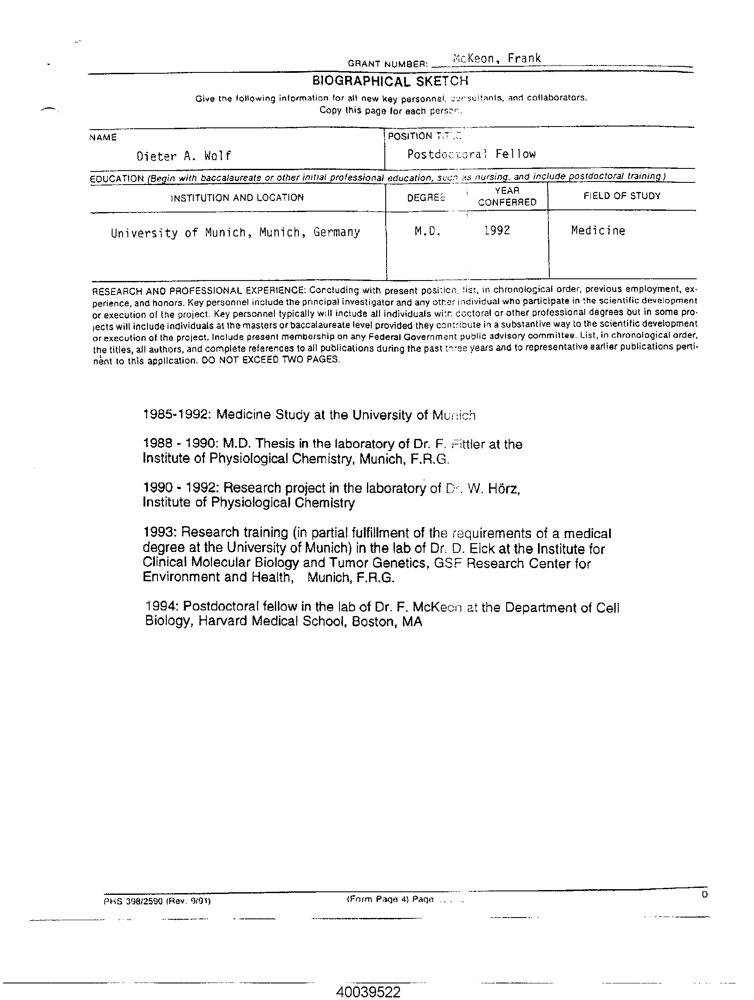 GRANT NUMBER: McKeon, Frank
BIOGRAPHICAL SKETCH
Give the following information for all new key personnel, consultants, and collaborators.
Copy this page for each person.
NAME
POSITION TITLE
Dieter A. Wolf
Postdoctoral Fellow
EDUCATION (Begin with baccalaureate or other initial professional education, such as nursing, and include postdoctoral training.)
INSTITUTION AND LOCATION
DEGREE
YEAR
CONFERRED
FIELD OF STUDY
University of Munich, Munich, Germany
M.D.
1992
Medicine
RESEARCH AND PROFESSIONAL EXPERIENCE: Concluding with present position, list, in chronological order, previous employment, ex-
perience, and honors. Key personnel include the principal investigator and any other individual who participate in the scientific development
or execution of the project. Key personnel typically will include all individuals with doctoral or other professional degrees but in some pro-
jects will include individuals at the masters or baccalaureate level provided they contribute in a substantive way to the scientific development
or execution of the project. Include present membership on any Federal Government public advisory committee. List, in chronological order,
the titles, all authors, and complete references to all publications during the past three years and to representative earlier publications perti-
nent to this application. DO NOT EXCEED TWO PAGES.
1985-1992: Medicine Study at the University of Munich
1988 - 1990: M.D. Thesis in the laboratory of Dr. F. Fittler at the
Institute of Physiological Chemistry, Munich, F.R.G.
1990 - 1992: Research project in the laboratory of Dr. W. Hörz,
Institute of Physiological Chemistry
1993: Research training (in partial fulfillment of the requirements of a medical
degree at the University of Munich) in the lab of Dr. D. Eick at the Institute for
Clinical Molecular Biology and Tumor Genetics, GSF Research Center for
Environment and Health, Munich, F.R.G.
1994: Postdoctoral fellow in the lab of Dr. F. McKeon at the Department of Cell
Biology, Harvard Medical School, Boston, MA
PHS 398/2590 (Rev. 9/91)
(Form Page 4) Page
D
40039522